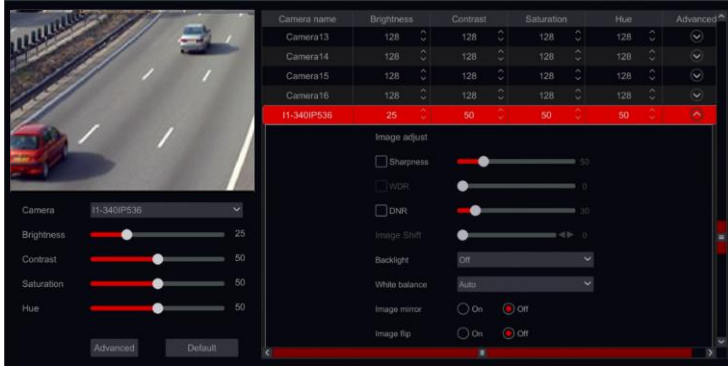 Camera name Brightness Contrast Saturation Hue Advanced
Camera13 128 128 128 128
Camera14 128 128 128 128
Camera15 128 128 128 128
Camera16 128 128 128 128
I1-340IP536 25 50 50 50
Image adjust
Sharpness 50
WDR 0
DNR 30
Image Shift 0
Backlight Off
White balance Auto
Image mirror On Off
Image flip On Off
Camera I1-340IP536
Brightness 25
Contrast 50
Saturation 50
Hue 50
Advanced Default